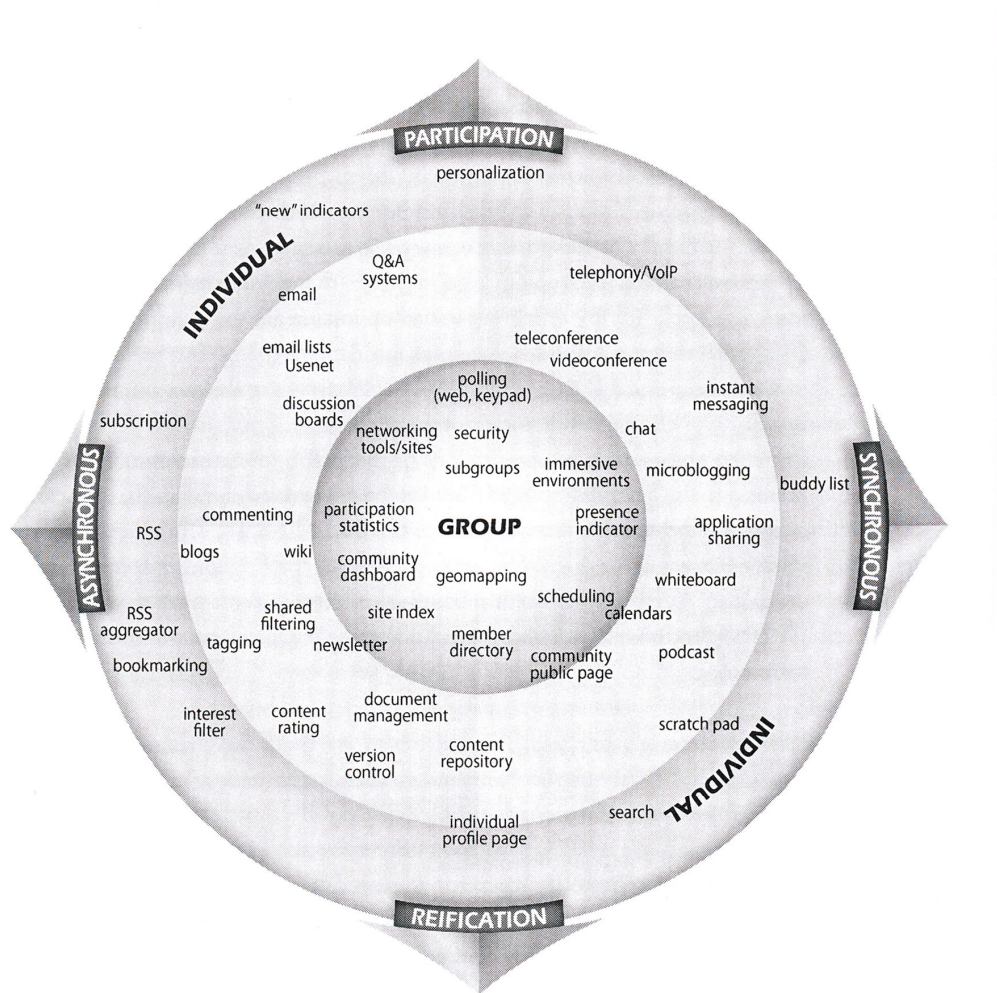 PARTICIPATION
personalization
“new” indicators
INDIVIDUAL
Q&A
systems
telephony/VoIP
email
teleconference
email lists
Usenet
videoconference
polling
(web, keypad)
instant
messaging
discussion
boards
subscription
networking
tools/sites
security
chat
subgroups
immersive
environments
microblogging
buddy list
ASYNCHRONOUS
SYNCHRONOUS
commenting
participation
statistics
GROUP
presence
indicator
application
sharing
RSS
blogs
wiki
community
dashboard
geomapping
whiteboard
scheduling
calendars
RSS
aggregator
shared
filtering
site index
tagging
newsletter
member
directory
community
public page
podcast
bookmarking
interest
filter
content
rating
document
management
scratch pad
version
control
content
repository
INDIVIDUAL
search
individual
profile page
REIFICATION